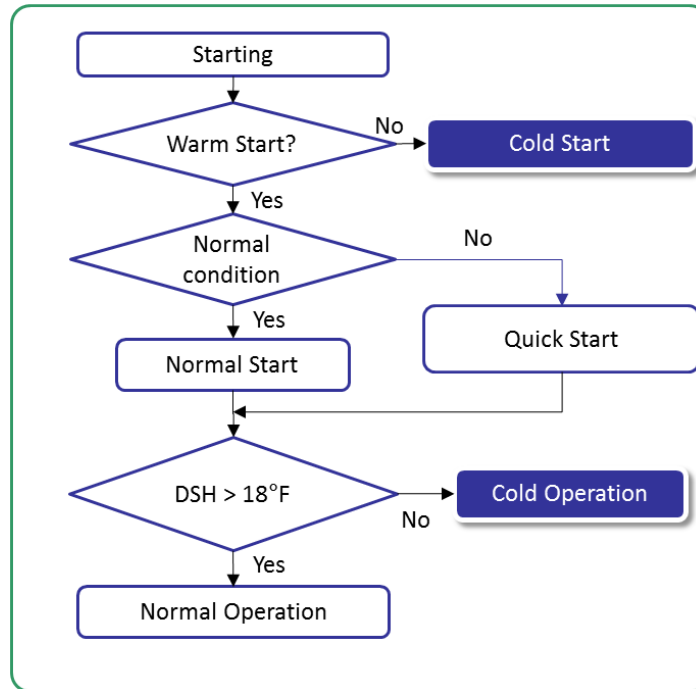 Starting
Warm Start?
No
Cold Start
Yes
Normal
condition
No
Yes
Quick Start
Normal Start
DSH > 18°F
No
Cold Operation
Yes
Normal Operation